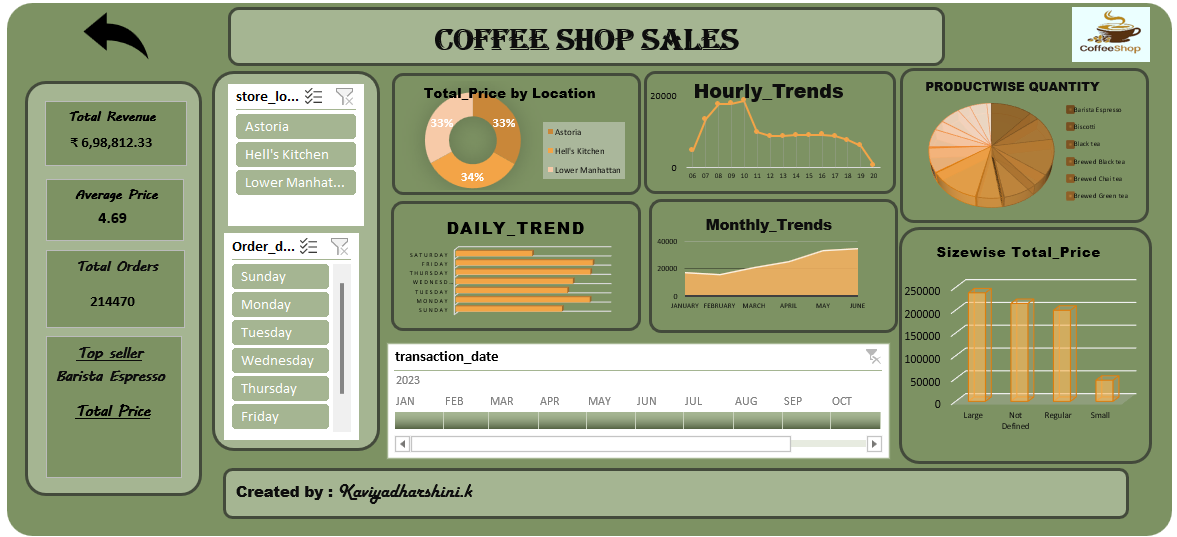 COFFEE SHOP SALES
CoffeeShop
Total Revenue
₹ 6,98,812.33
Average Price
4.69
Total Orders
214470
Top seller
Barista Espresso
Total Price
store_lo...
Astoria
Hell's Kitchen
Lower Manhat...
Order_d...
Sunday
Monday
Tuesday
Wednesday
Thursday
Friday
Total_Price by Location
33%
33%
34%
Astoria
Hell's Kitchen
Lower Manhattan
Hourly_Trends
20000
0
06 07 08 09 10 11 12 13 14 15 16 17 18 19 20
PRODUCTWISE QUANTITY
Barista Espresso
Biscotti
Black tea
Brewed Black tea
Brewed Chai tea
Brewed Green tea
DAILY_TREND
SATURDAY
FRIDAY
THURSDAY
WEDNESD...
TUESDAY
MONDAY
SUNDAY
Monthly_Trends
40000
20000
0
JANUARY FEBRUARY MARCH APRIL MAY JUNE
Sizewise Total_Price
250000
200000
150000
100000
50000
0
Large Not Regular Small
Defined
transaction_date
2023
JAN FEB MAR APR MAY JUN JUL AUG SEP OCT
Created by : Kaviyadharshini.k